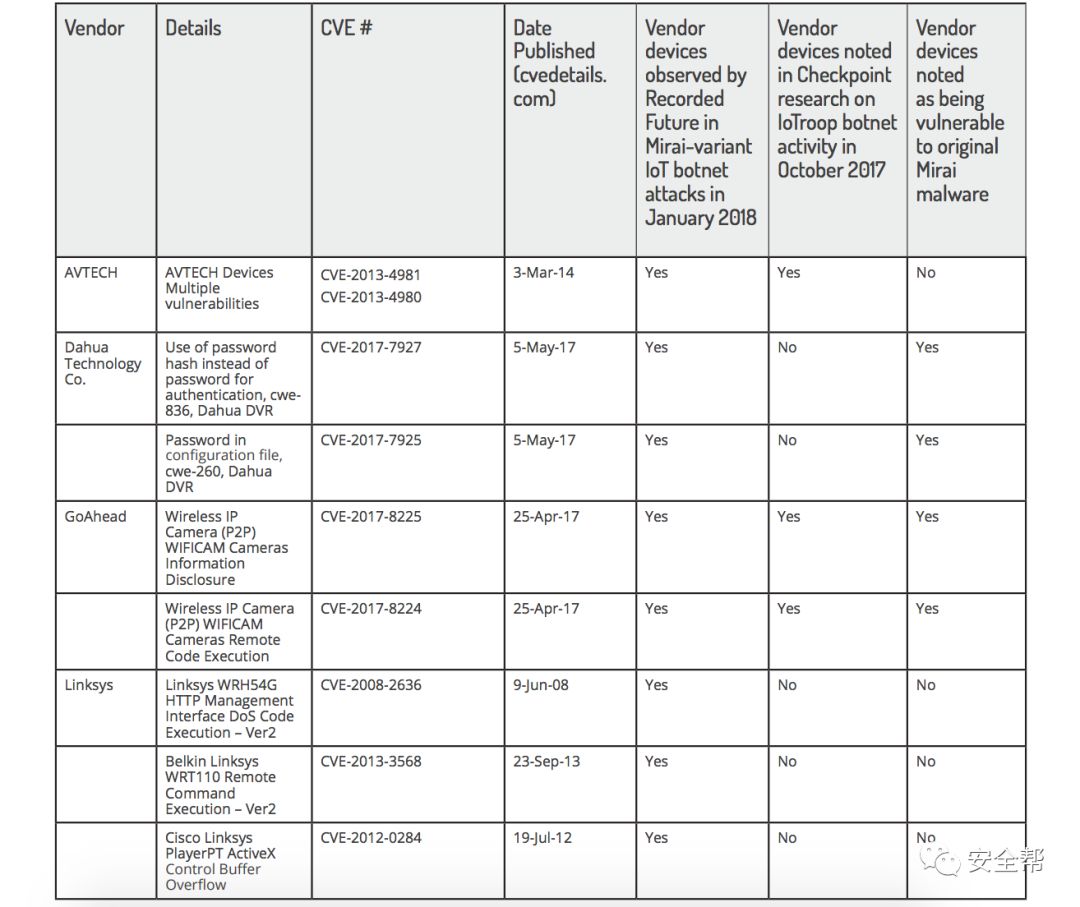 Vendor
Details
CVE #
Date
Published
(cvedetails.
com)
Vendor
devices
observed by
Recorded
Future in
Mirai-variant
IoT botnet
attacks in
January 2018
Vendor
devices noted
in Checkpoint
research on
IoTroop botnet
activity in
October 2017
Vendor
devices
noted
as being
vulnerable
to original
Mirai
malware
AVTECH
AVTECH Devices
Multiple
vulnerabilities
CVE-2013-4981
CVE-2013-4980
3-Mar-14
Yes
Yes
No
Dahua
Technology
Co.
Use of password
hash instead of
password for
authentication, cwe-
836, Dahua DVR
CVE-2017-7927
5-May-17
Yes
No
Yes
Password in
configuration file,
cwe-260, Dahua
DVR
CVE-2017-7925
5-May-17
Yes
No
Yes
GoAhead
Wireless IP
Camera (P2P)
WIFICAM Cameras
Information
Disclosure
CVE-2017-8225
25-Apr-17
Yes
Yes
Yes
Wireless IP Camera
(P2P) WIFICAM
Cameras Remote
Code Execution
CVE-2017-8224
25-Apr-17
Yes
Yes
Yes
Linksys
Linksys WRH54G
HTTP Management
Interface DoS Code
Execution – Ver2
CVE-2008-2636
9-Jun-08
Yes
No
No
Belkin Linksys
WRT110 Remote
Command
Execution – Ver2
CVE-2013-3568
23-Sep-13
Yes
No
No
Cisco Linksys
PlayerPT ActiveX
Control Buffer
Overflow
CVE-2012-0284
19-Jul-12
Yes
No
No
安全帮